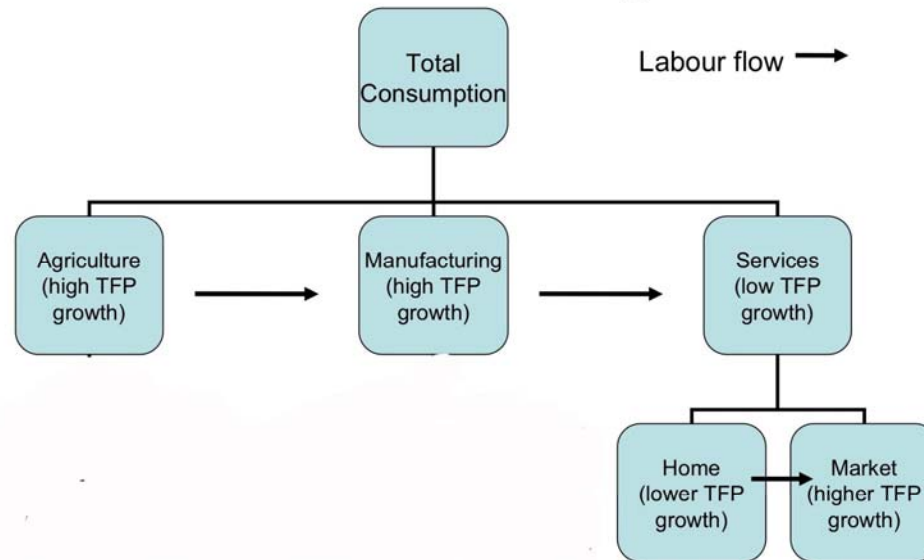 Total
Consumption
Labour flow
Agriculture
(high TFP
growth)
Manufacturing
(high TFP
growth)
Services
(low TFP
growth)
Home
(lower TFP
growth)
Market
(higher TFP
growth)